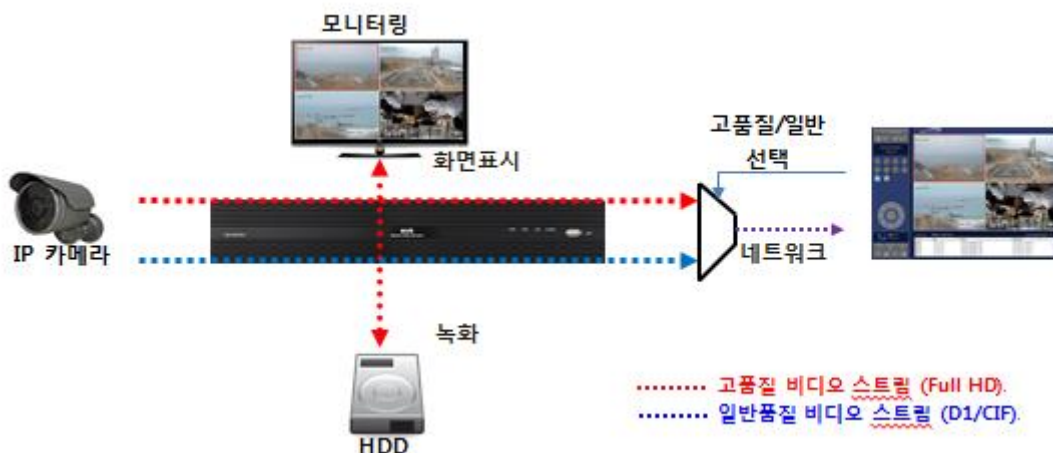 모니터링
화면표시
고품질/일반
선택
IP 카메라
네트워크
녹화
HDD
고품질 비디오 스트림 (Full HD).
일반품질 비디오 스트림 (D1/CIF).